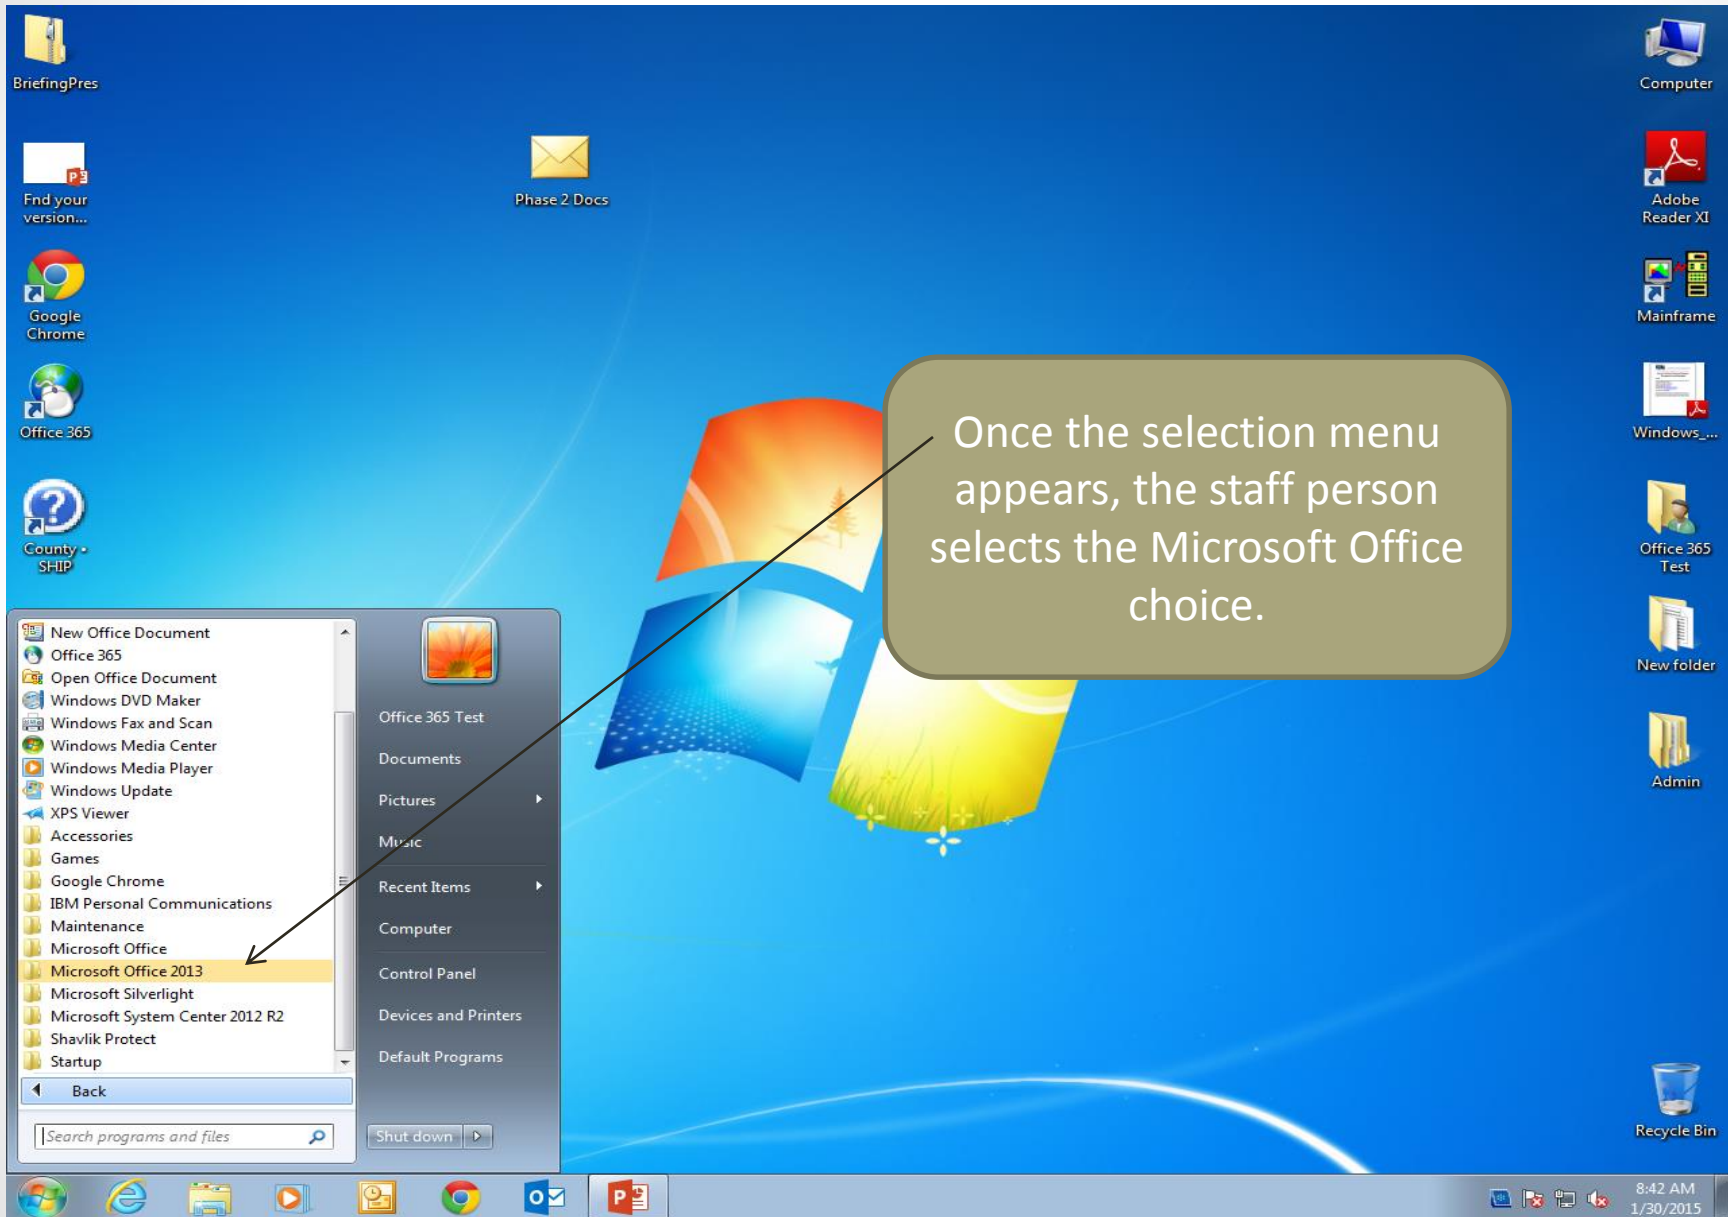 BriefingPres
Fnd your
version...
Google
Chrome
Office 365
County •
SHIP
Phase 2 Docs
Computer
Adobe
Reader XI
Mainframe
Windows_...
Office 365
Test
New folder
Admin
Recycle Bin
Once the selection menu
appears, the staff person
selects the Microsoft Office
choice.
New Office Document
Office 365
Open Office Document
Windows DVD Maker
Windows Fax and Scan
Windows Media Center
Windows Media Player
Windows Update
XPS Viewer
Accessories
Games
Google Chrome
IBM Personal Communications
Maintenance
Microsoft Office
Microsoft Office 2013
Microsoft Silverlight
Microsoft System Center 2012 R2
Shavlik Protect
Startup
Back
Search programs and files
Office 365 Test
Documents
Pictures
Music
Recent Items
Computer
Control Panel
Devices and Printers
Default Programs
Shut down
8:42 AM
1/30/2015